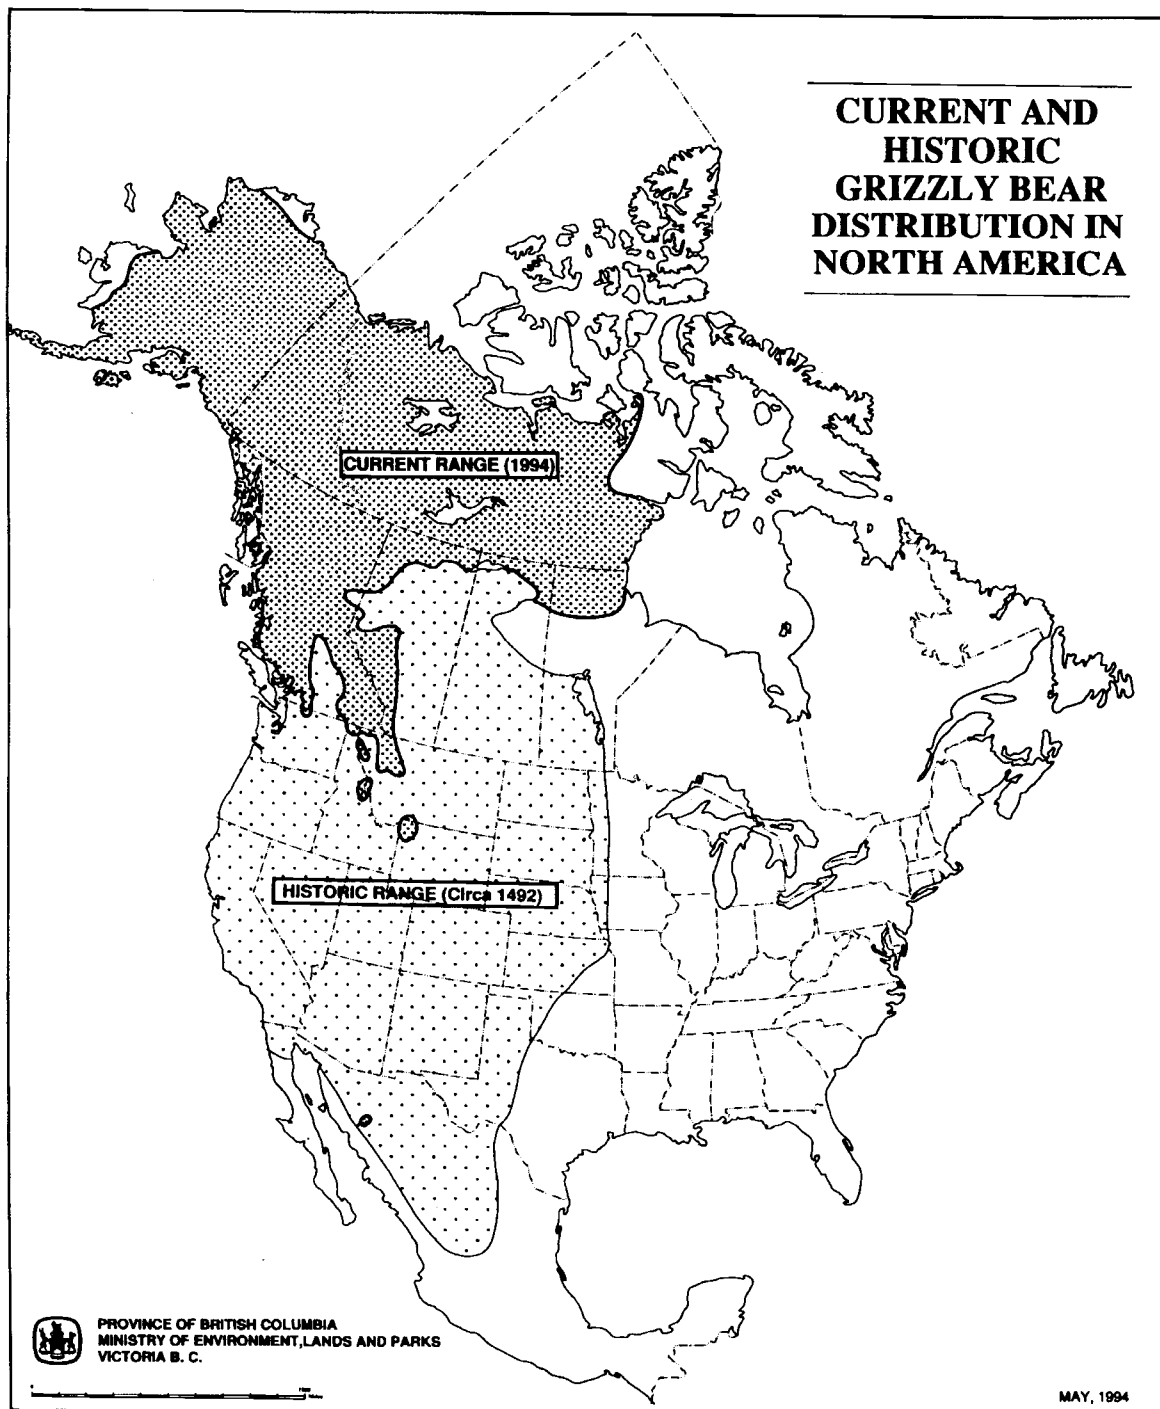 CURRENT AND
HISTORIC
GRIZZLY BEAR
DISTRIBUTION IN
NORTH AMERICA
CURRENT RANGE (1994)
HISTORIC RANGE (Circa 1492)
PROVINCE OF BRITISH COLUMBIA
MINISTRY OF ENVIRONMENT,LANDS AND PARKS
VICTORIA B. C.
MAY, 1994